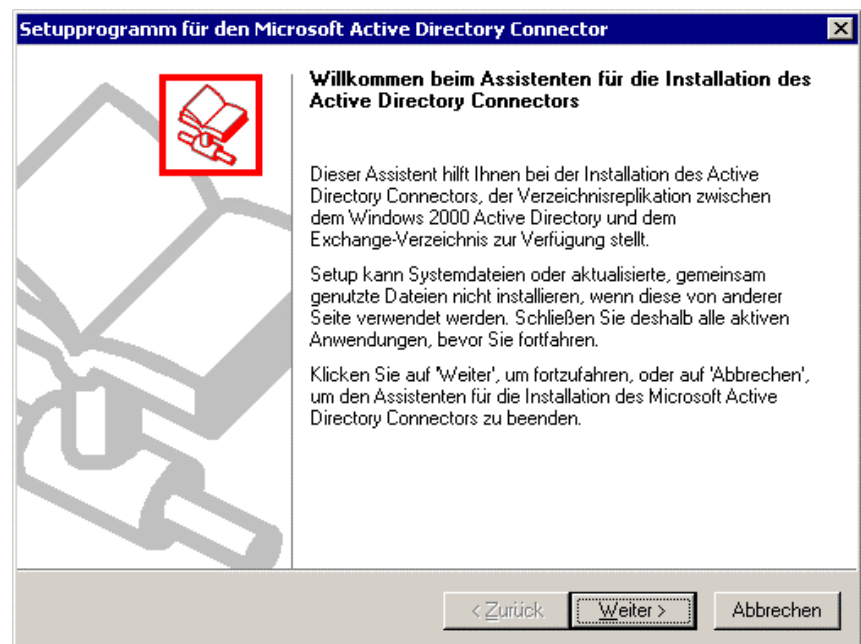 Setupprogramm für den Microsoft Active Directory Connector
Willkommen beim Assistenten für die Installation des
Active Directory Connectors
Dieser Assistent hilft Ihnen bei der Installation des Active
Directory Connectors, der Verzeichnisreplikation zwischen
dem Windows 2000 Active Directory und dem
Exchange-Verzeichnis zur Verfügung stellt.
Setup kann Systemdateien oder aktualisierte, gemeinsam
genutzte Dateien nicht installieren, wenn diese von anderer
Seite verwendet werden. Schließen Sie deshalb alle aktiven
Anwendungen, bevor Sie fortfahren.
Klicken Sie auf 'Weiter', um fortzufahren, oder auf 'Abbrechen',
um den Assistenten für die Installation des Microsoft Active
Directory Connectors zu beenden.
< Zurück Weiter > Abbrechen